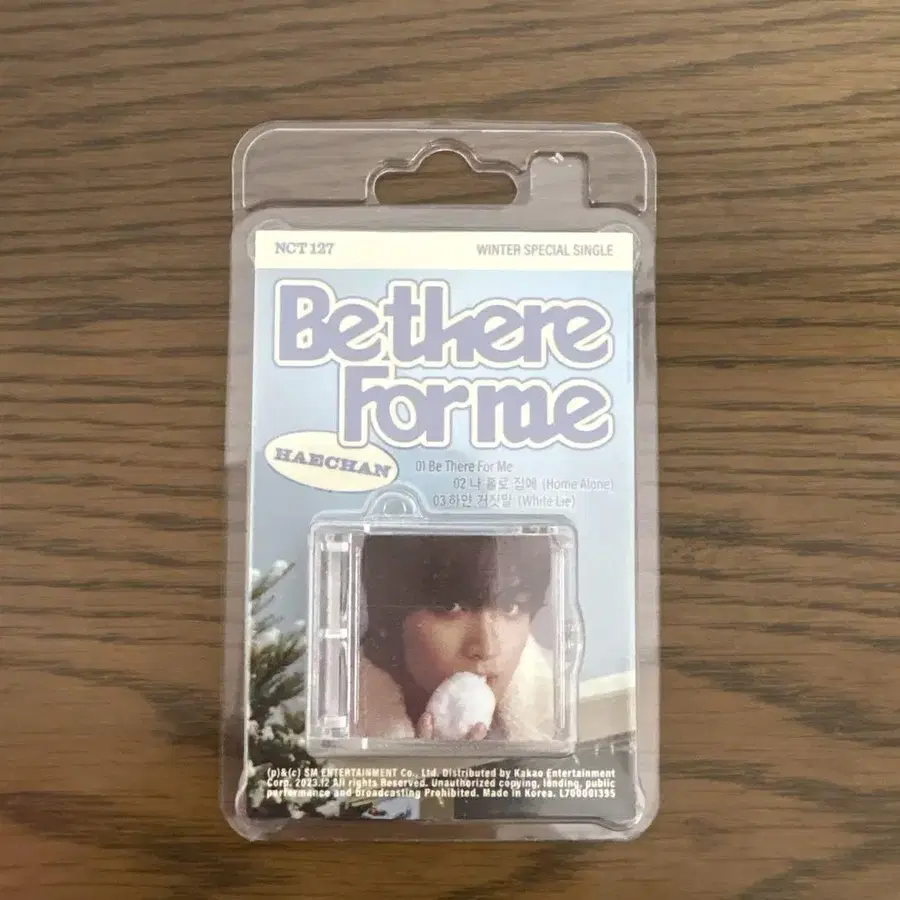 NCT 127
WINTER SPECIAL SINGLE
Be there
For me
HAECHAN
01 Be There For Me
02 나 홀로 집에 (Home Alone)
03 하얀 거짓말 (White Lie)
(p)&(c) SM ENTERTAINMENT Co., Ltd. Distributed by Kakao Entertainment
Corp. 2023.12 All rights Reserved. Unauthorized copying, landing, public
performance and broadcasting Prohibited. Made in Korea. L700001395